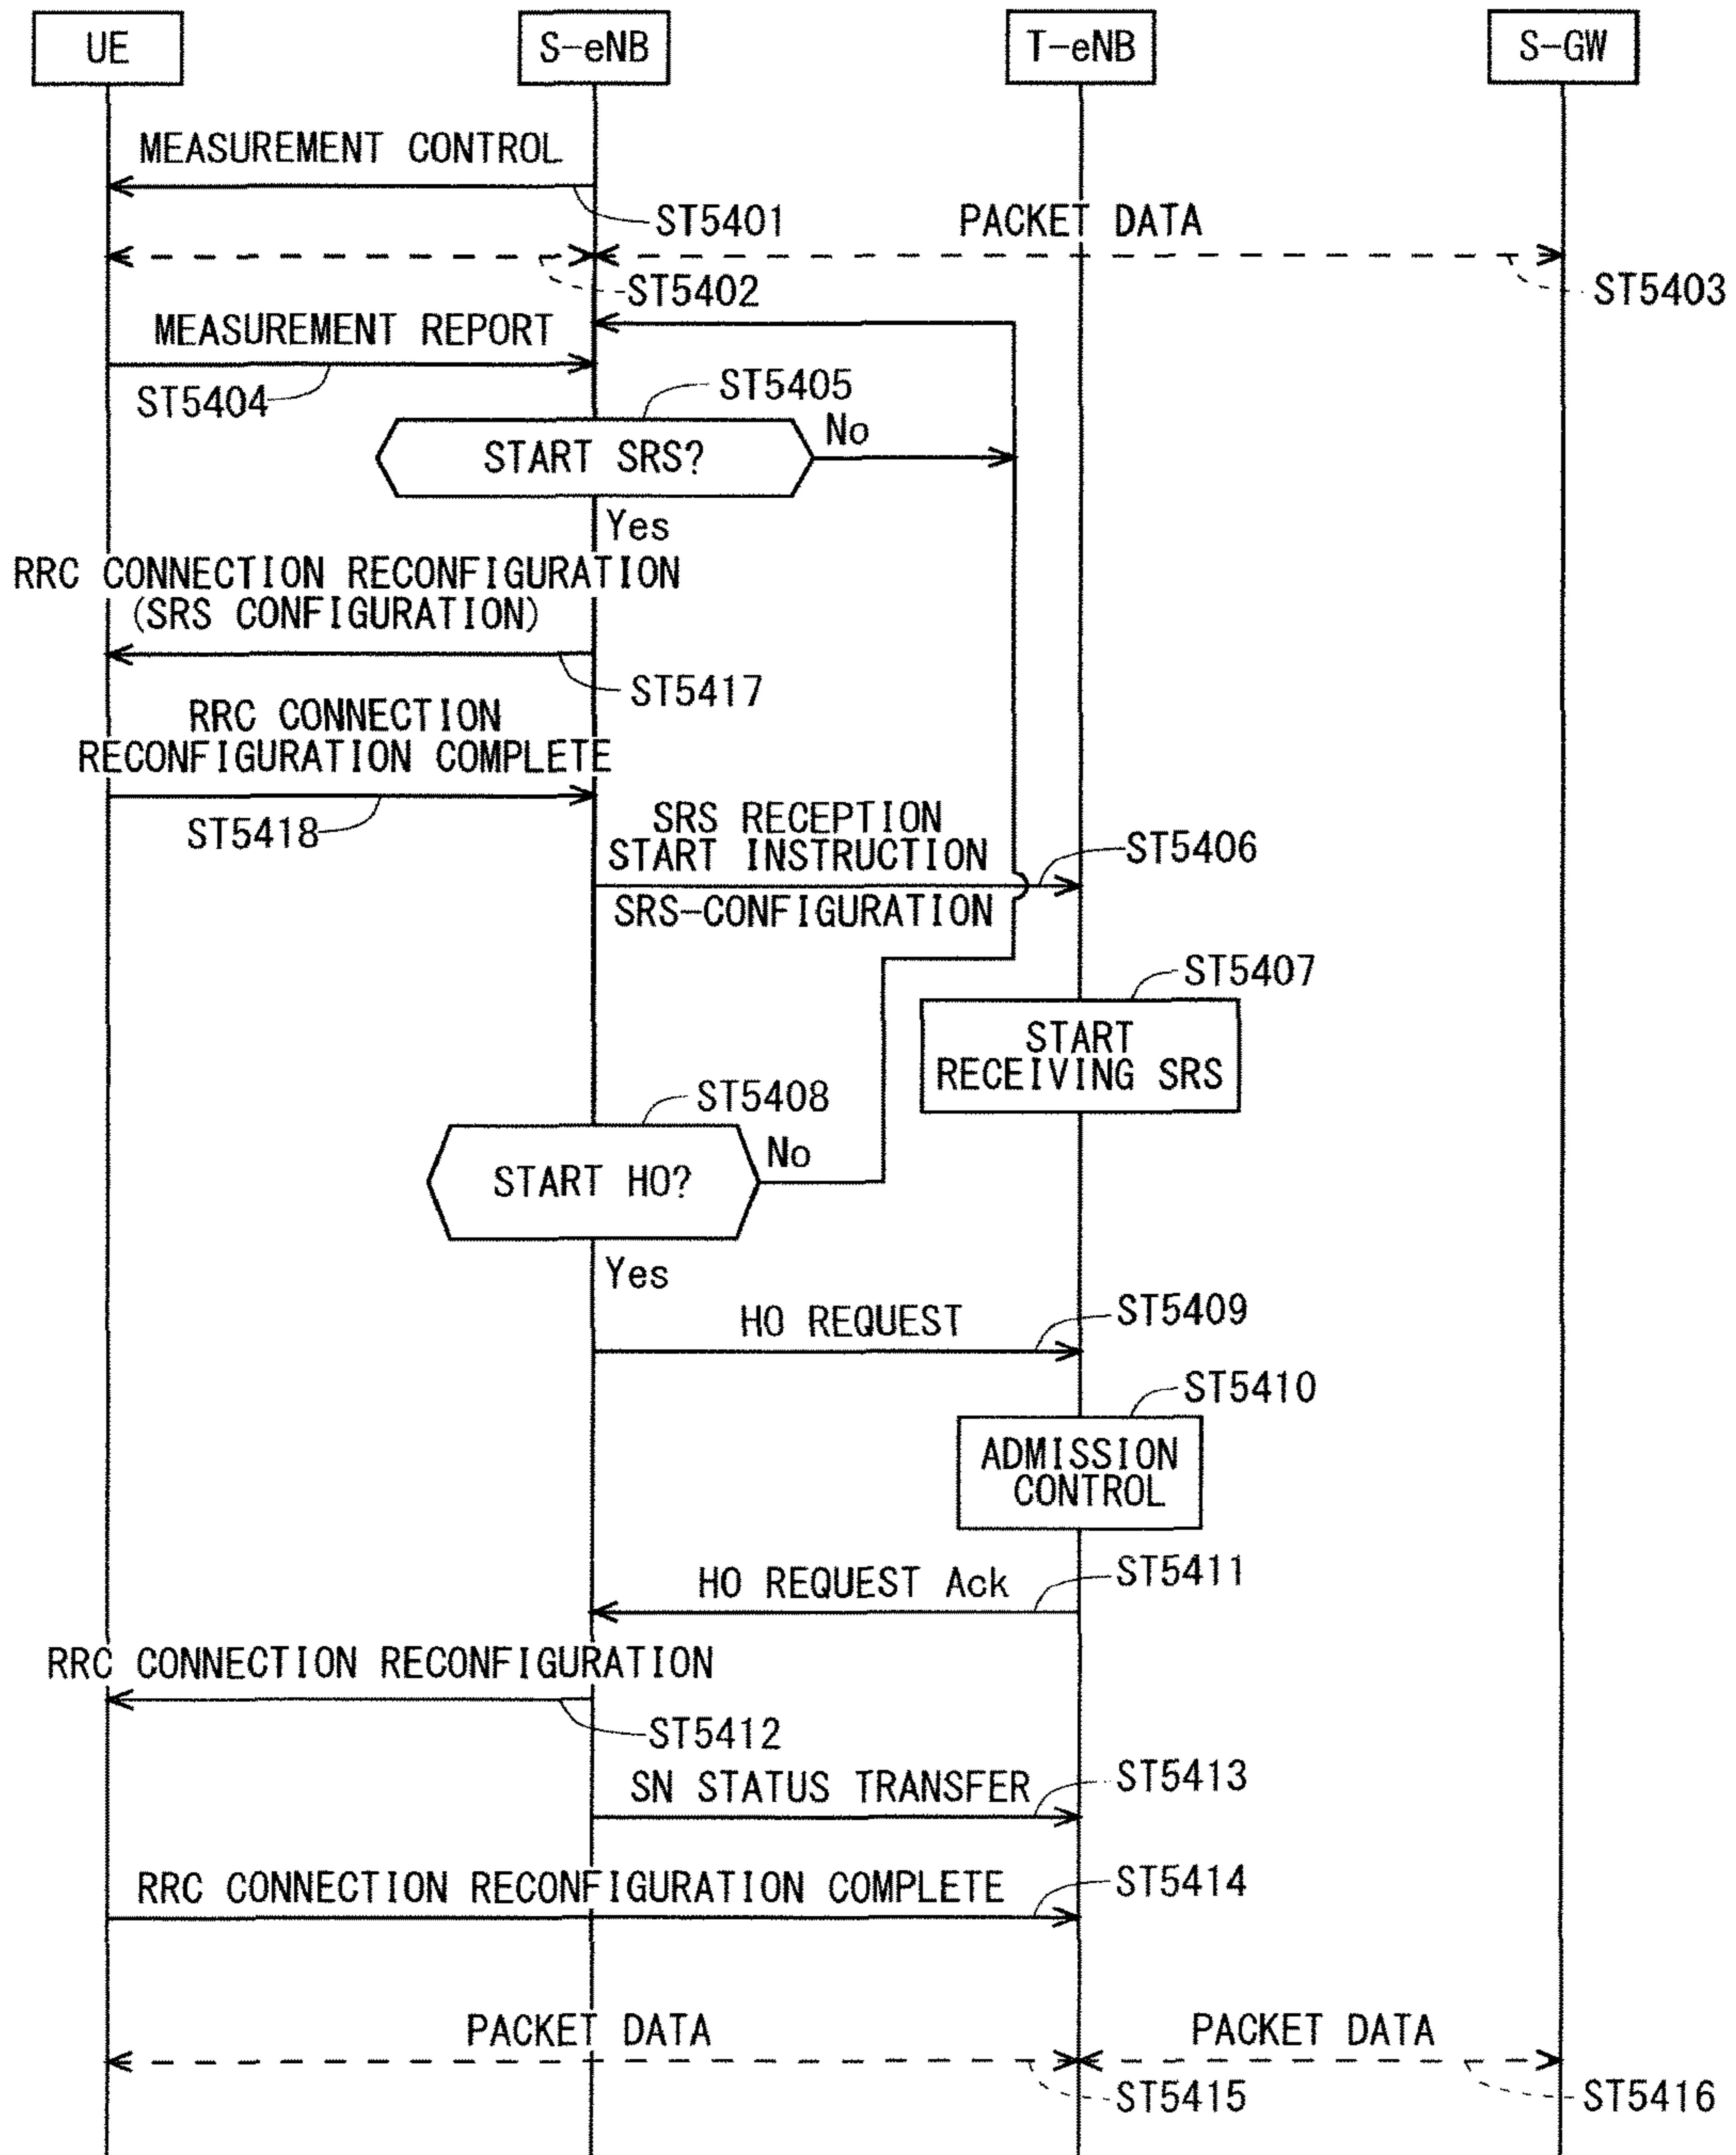 UE
S-eNB
T-eNB
S-GW
MEASUREMENT CONTROL
ST5401
PACKET DATA
ST5402
ST5403
MEASUREMENT REPORT
ST5404
ST5405
START SRS?
No
Yes
RRC CONNECTION RECONFIGURATION
(SRS CONFIGURATION)
ST5417
RRC CONNECTION
RECONFIGURATION COMPLETE
ST5418
SRS RECEPTION
START INSTRUCTION
ST5406
SRS-CONFIGURATION
ST5407
START
RECEIVING SRS
ST5408
START HO?
No
Yes
HO REQUEST
ST5409
ST5410
ADMISSION
CONTROL
HO REQUEST Ack
ST5411
RRC CONNECTION RECONFIGURATION
ST5412
SN STATUS TRANSFER
ST5413
RRC CONNECTION RECONFIGURATION COMPLETE
ST5414
PACKET DATA
PACKET DATA
ST5415
ST5416